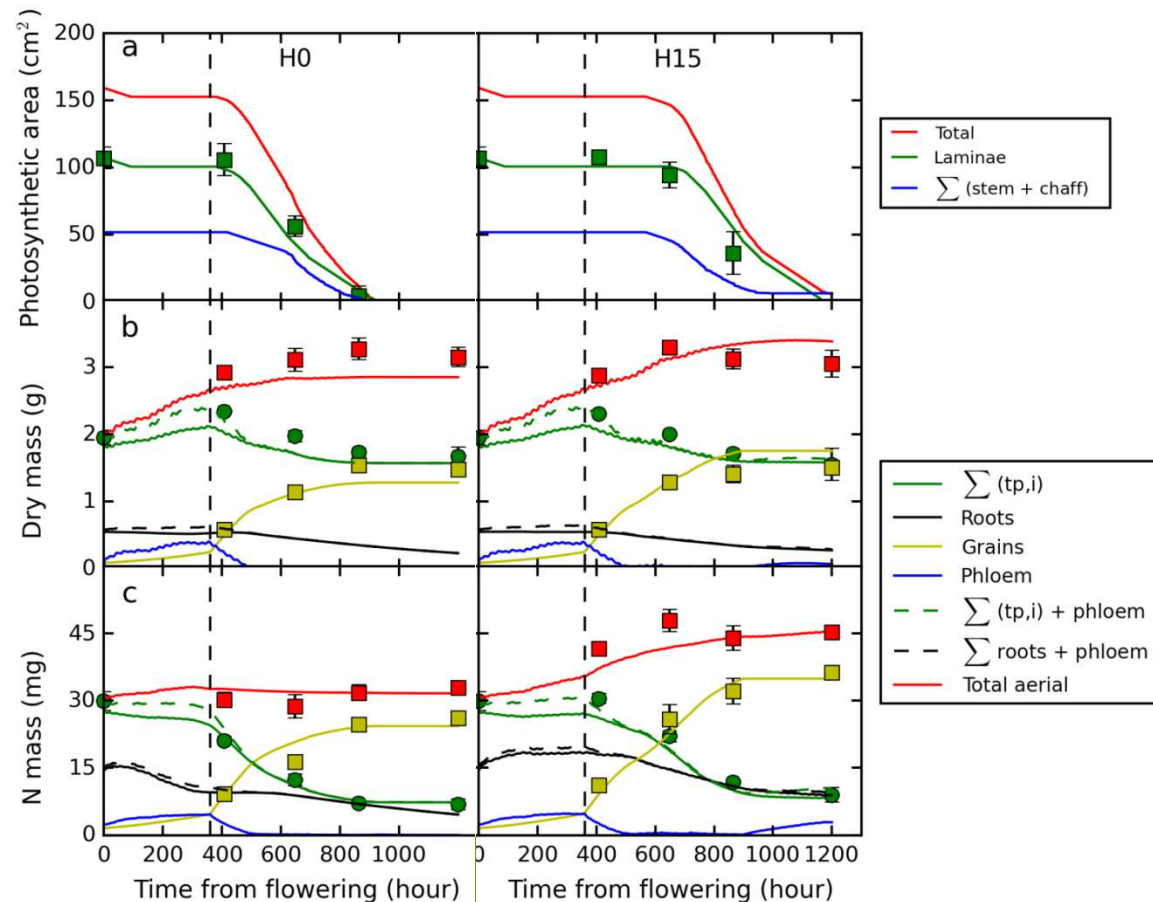 a
H0
H15
Photosynthetic area (cm²)
200
150
100
50
0
Total
Laminae
∑ (stem + chaff)
b
Dry mass (g)
3
2
1
0
∑ (tp,i)
Roots
Grains
Phloem
∑ (tp,i) + phloem
∑ roots + phloem
Total aerial
c
N mass (mg)
45
30
15
0
0 200 400 600 800 1000
0 200 400 600 800 1000 1200
Time from flowering (hour)
Time from flowering (hour)